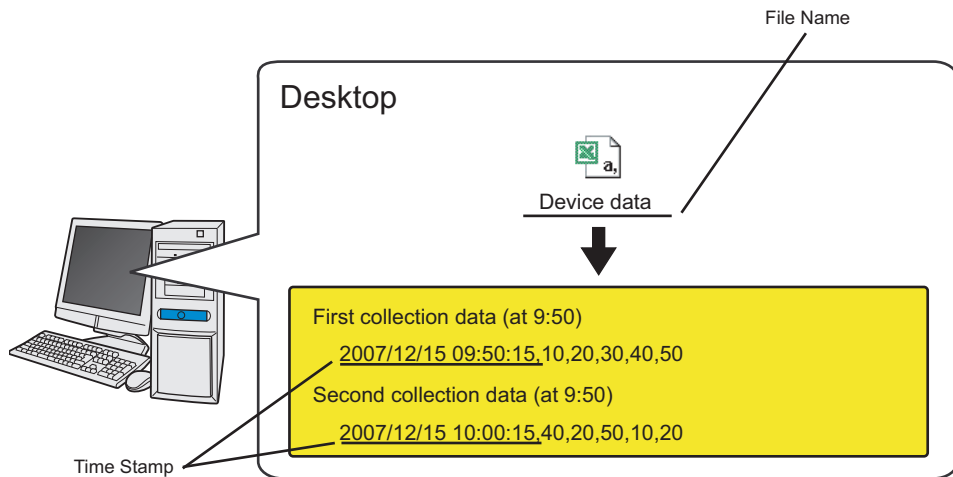 File Name
Desktop
a,
Device data
First collection data (at 9:50)
2007/12/15 09:50:15,10,20,30,40,50
Second collection data (at 9:50)
2007/12/15 10:00:15,40,20,50,10,20
Time Stamp